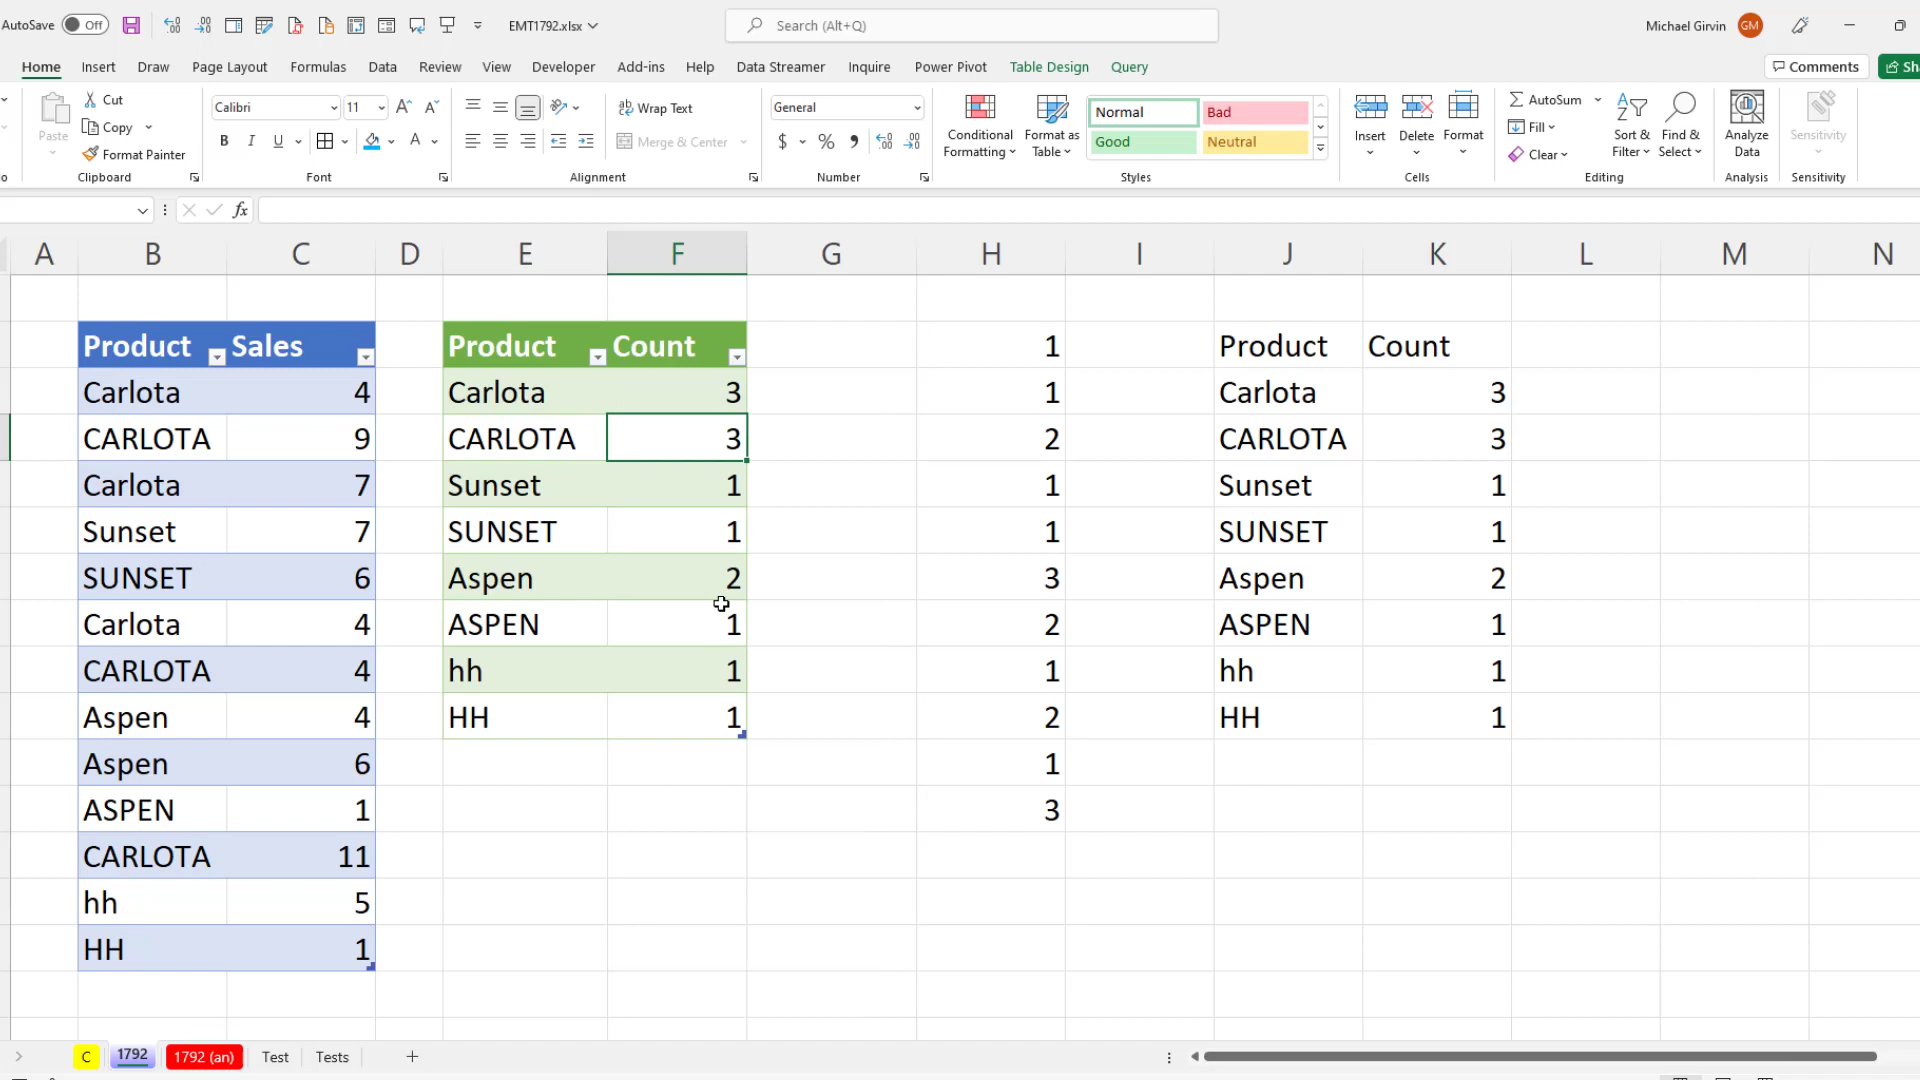 AutoSave Off EMT1792.xlsx Search (Alt+Q) Michael Girvin GM
Home Insert Draw Page Layout Formulas Data Review View Developer Add-ins Help Data Streamer Inquire Power Pivot Table Design Query Comments Sha
Paste Cut Copy Format Painter
Calibri 11 A A B I U A
ab Wrap Text Merge & Center
General $ % 9
Conditional Formatting Format as Table
Normal Bad
Good Neutral
Insert Delete Format
AutoSum Fill Clear
Sort & Filter Find & Select
Analyze Data Sensitivity
Clipboard Font Alignment Number Styles Cells Editing Analysis Sensitivity
fx
A B C D E F G H I J K L M N
Product Sales Product Count 1 Product Count
Carlota 4 Carlota 3 1 Carlota 3
CARLOTA 9 CARLOTA 3 2 CARLOTA 3
Carlota 7 Sunset 1 1 Sunset 1
Sunset 7 SUNSET 1 1 SUNSET 1
SUNSET 6 Aspen 2 3 Aspen 2
Carlota 4 ASPEN 1 2 ASPEN 1
CARLOTA 4 hh 1 1 hh 1
Aspen 4 HH 1 2 HH 1
Aspen 6 1
ASPEN 1 3
CARLOTA 11
hh 5
HH 1
C 1792 1792 (an) Test Tests